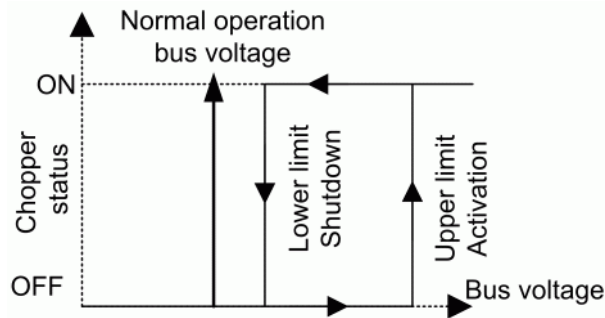 Normal operation
bus voltage
ON
Chopper
status
Lower limit
Shutdown
Upper limit
Activation
OFF
Bus voltage